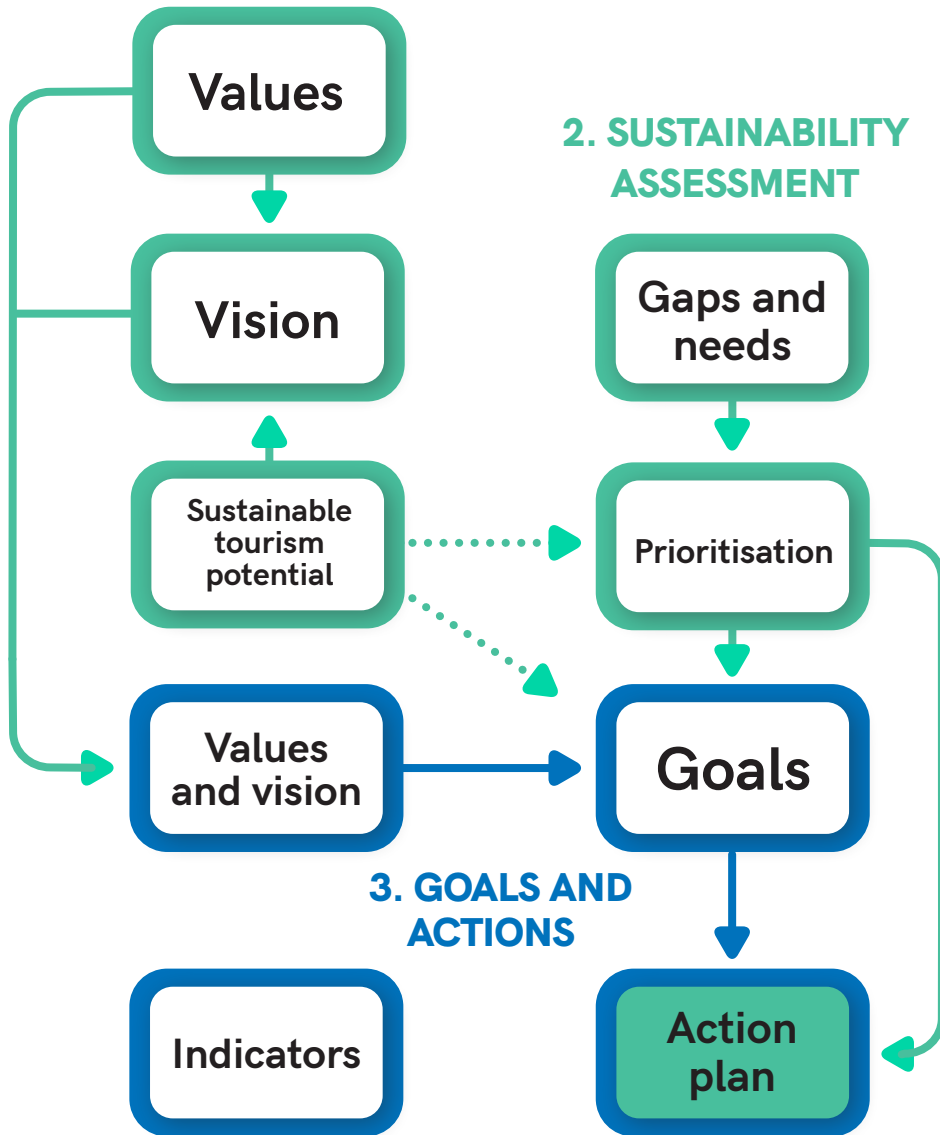 Values
2. SUSTAINABILITY
ASSESSMENT
Vision
Gaps and
needs
Sustainable
tourism
potential
Prioritisation
Values
and vision
Goals
3. GOALS AND
ACTIONS
Indicators
Action
plan